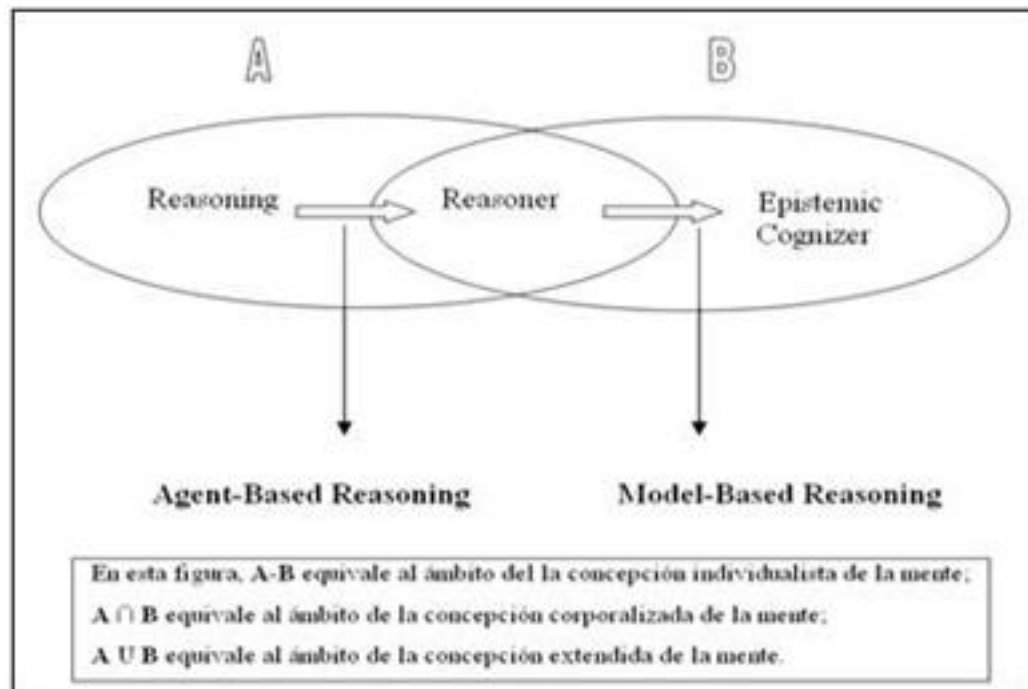 A B
Reasoning Reasoner Epistemic
Cognizer
Agent-Based Reasoning Model-Based Reasoning
En esta figura, A-B equivale al ámbito del la concepción individualista de la mente;
A ∩ B equivale al ámbito de la concepción corporalizada de la mente;
A U B equivale al ámbito de la concepción extendida de la mente.